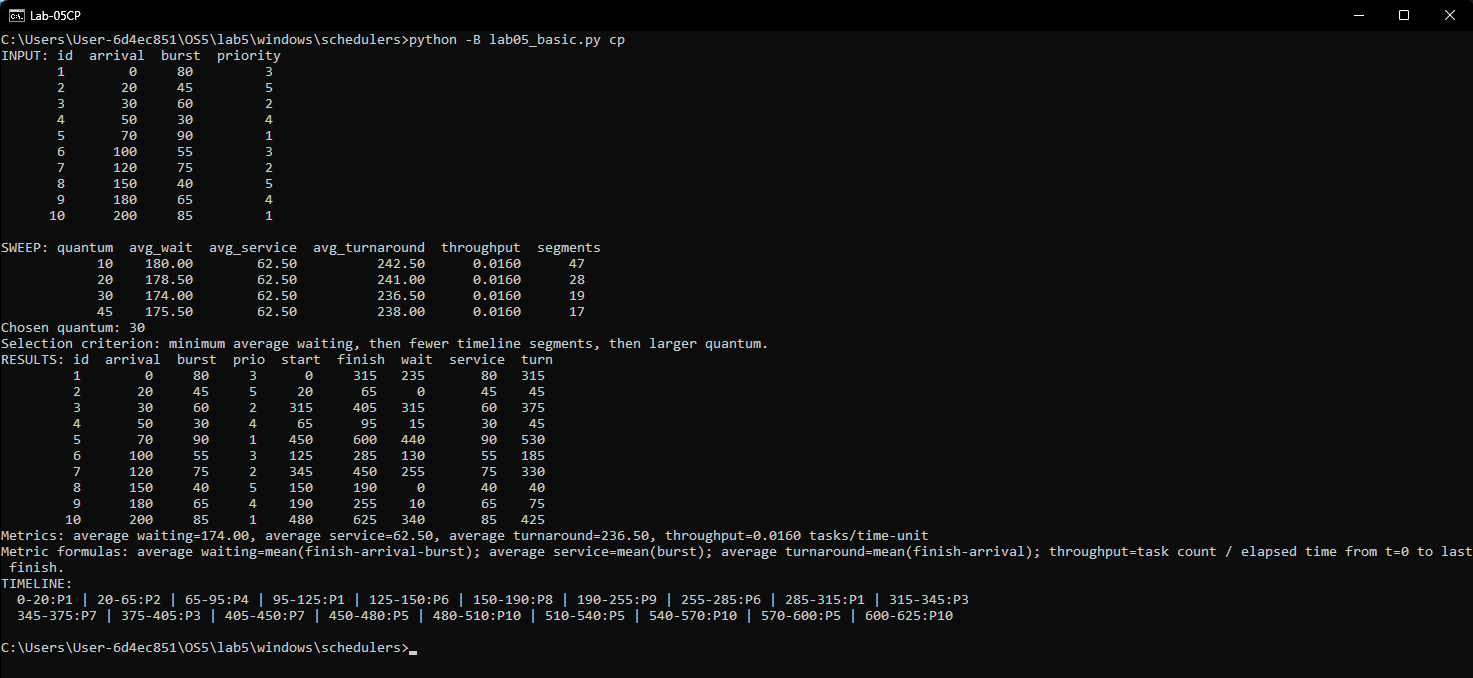 Lab-05CP
C:\Users\User-6d4ec851\OS5\lab5\windows\schedulers>python -B lab05_basic.py cp
INPUT: id  arrival  burst  priority
       1        0     80         3
       2       20     45         5
       3       30     60         2
       4       50     30         4
       5       70     90         1
       6      100     55         3
       7      120     75         2
       8      150     40         5
       9      180     65         4
      10      200     85         1
SWEEP: quantum  avg_wait  avg_service  avg_turnaround  throughput  segments
            10    180.00        62.50          242.50      0.0160      47
            20    178.50        62.50          241.00      0.0160      28
            30    174.00        62.50          236.50      0.0160      19
            45    175.50        62.50          238.00      0.0160      17
Chosen quantum: 30
Selection criterion: minimum average waiting, then fewer timeline segments, then larger quantum.
RESULTS: id  arrival  burst  prio  start  finish  wait  service  turn
         1        0     80     3      0     315   235       80   315
         2       20     45     5     20      65     0       45    45
         3       30     60     2    315     405   315       60   375
         4       50     30     4     65      95    15       30    45
         5       70     90     1    450     600   440       90   530
         6      100     55     3    125     285   130       55   185
         7      120     75     2    345     450   255       75   330
         8      150     40     5    150     190     0       40    40
         9      180     65     4    190     255    10       65    75
        10      200     85     1    480     625   340       85   425
Metrics: average waiting=174.00, average service=62.50, average turnaround=236.50, throughput=0.0160 tasks/time-unit
Metric formulas: average waiting=mean(finish-arrival-burst); average service=mean(burst); average turnaround=mean(finish-arrival); throughput=task count / elapsed time from t=0 to last
 finish.
TIMELINE:
  0-20:P1 | 20-65:P2 | 65-95:P4 | 95-125:P1 | 125-150:P6 | 150-190:P8 | 190-255:P9 | 255-285:P6 | 285-315:P1 | 315-345:P3
  345-375:P7 | 375-405:P3 | 405-450:P7 | 450-480:P5 | 480-510:P10 | 510-540:P5 | 540-570:P10 | 570-600:P5 | 600-625:P10
C:\Users\User-6d4ec851\OS5\lab5\windows\schedulers>